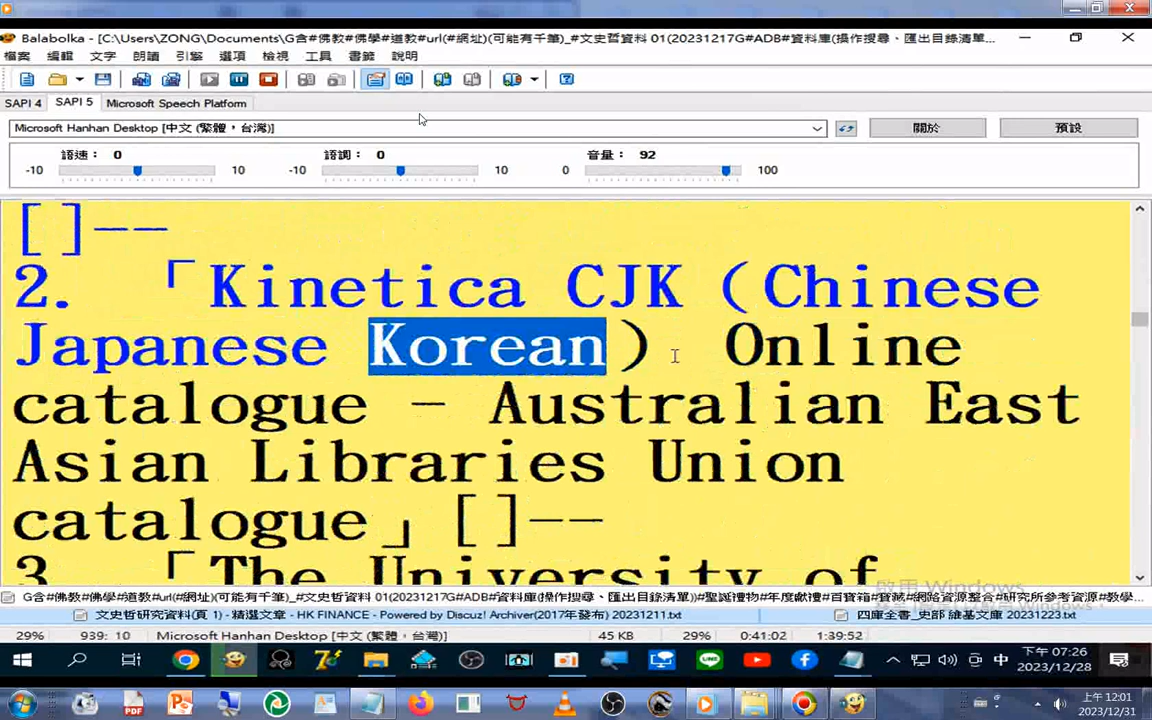 Balabolka - [C:\Users\ZONG\Documents\G含#佛教#佛學#道教#url(#網址)(可能有千筆)_#文史哲資料 01(20231217G#ADB#資料庫(操作搜尋、匯出目錄清單...
檔案 編輯 文字 朗讀 引擎 選項 檢視 工具 書籤 說明
SAPI 4 SAPI 5 Microsoft Speech Platform
Microsoft Hanhan Desktop [中文 (繁體，台灣)]
關於 預設
語速： 0 語調： 0 音量： 92
-10 10 -10 10 0 100
[ ]--
2. 「Kinetica CJK (Chinese
Japanese Korean) Online
catalogue - Australian East
Asian Libraries Union
catalogue」[ ]--
3. 「The University of
啟用 Windows
G含#佛教#佛學#道教#url(#網址)(可能有千筆)_#文史哲資料 01(20231217G#ADB#資料庫(操作搜尋、匯出目錄清單))#聖誕禮物#年度獻禮#百寶箱#寶藏#網路資源整合#研究所參考資源#教學...
文史哲研究資料(頁 1) - 精選文章 - HK FINANCE - Powered by Discuz! Archiver(2017年發布) 20231211.txt
四庫全書_史部 維基文庫 20231223.txt
29% 939: 10 Microsoft Hanhan Desktop [中文 (繁體，台灣)] 45 KB 29% 0:41:02 1:39:52
中 下午 07:26
2023/12/28
上午 12:01
2023/12/31